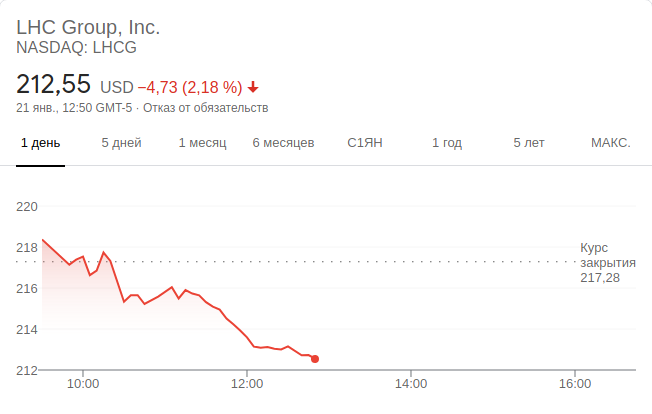 LHC Group, Inc.
NASDAQ: LHCG
212,55 USD −4,73 (2,18 %)
21 янв., 12:50 GMT-5 · Отказ от обязательств
1 день 5 дней 1 месяц 6 месяцев С1ЯН 1 год 5 лет МАКС.
220
218
216
214
212
Курс
закрытия
217,28
10:00 12:00 14:00 16:00